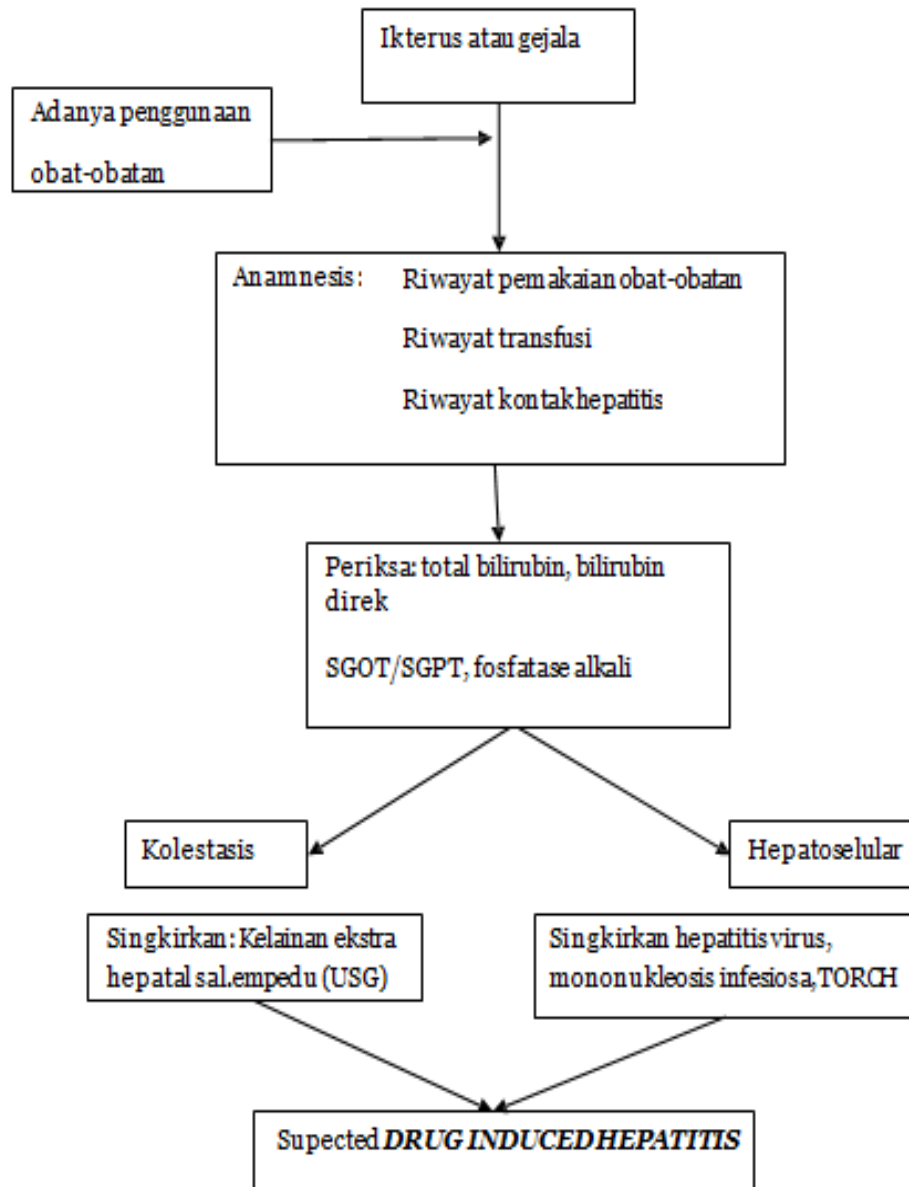 Ikterus atau gejala
Adanya penggunaan
obat-obatan
Anamnesis: Riwayat pemakaian obat-obatan
Riwayat transfusi
Riwayat kontak hepatitis
Periksa: total bilirubin, bilirubin
direk
SGOT/SGPT, fosfatase alkali
Kolestasis
Hepatoselular
Singkirkan: Kelainan ekstra
hepatal sal.empedu (USG)
Singkirkan hepatitis virus,
mononukleosis infesiosa,TORCH
Supected DRUG INDUCED HEPATITIS